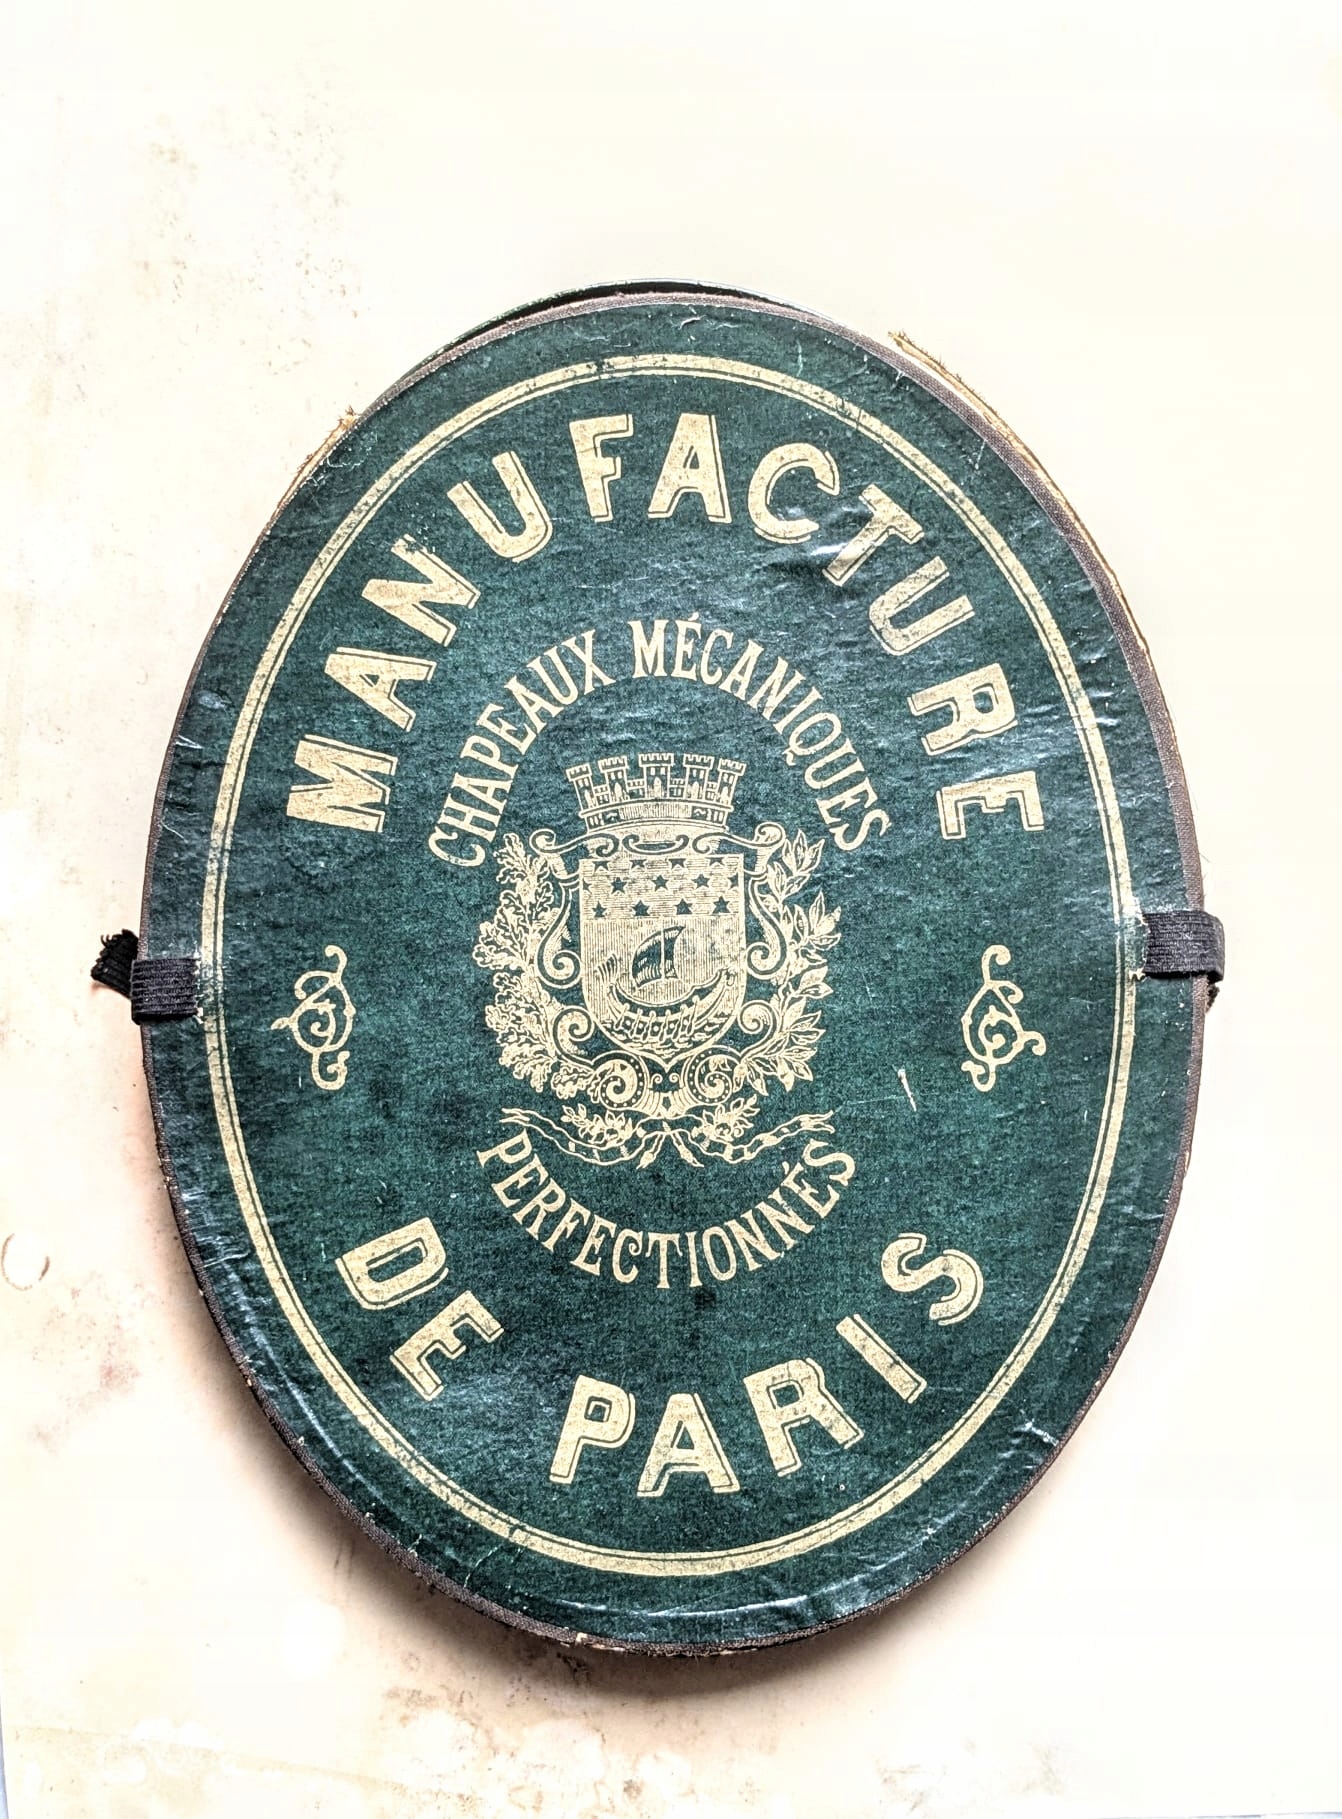 MANUFACTURE
CHAPEAUX MÉCANIQUES
PERFECTIONNÉS
DE PARIS